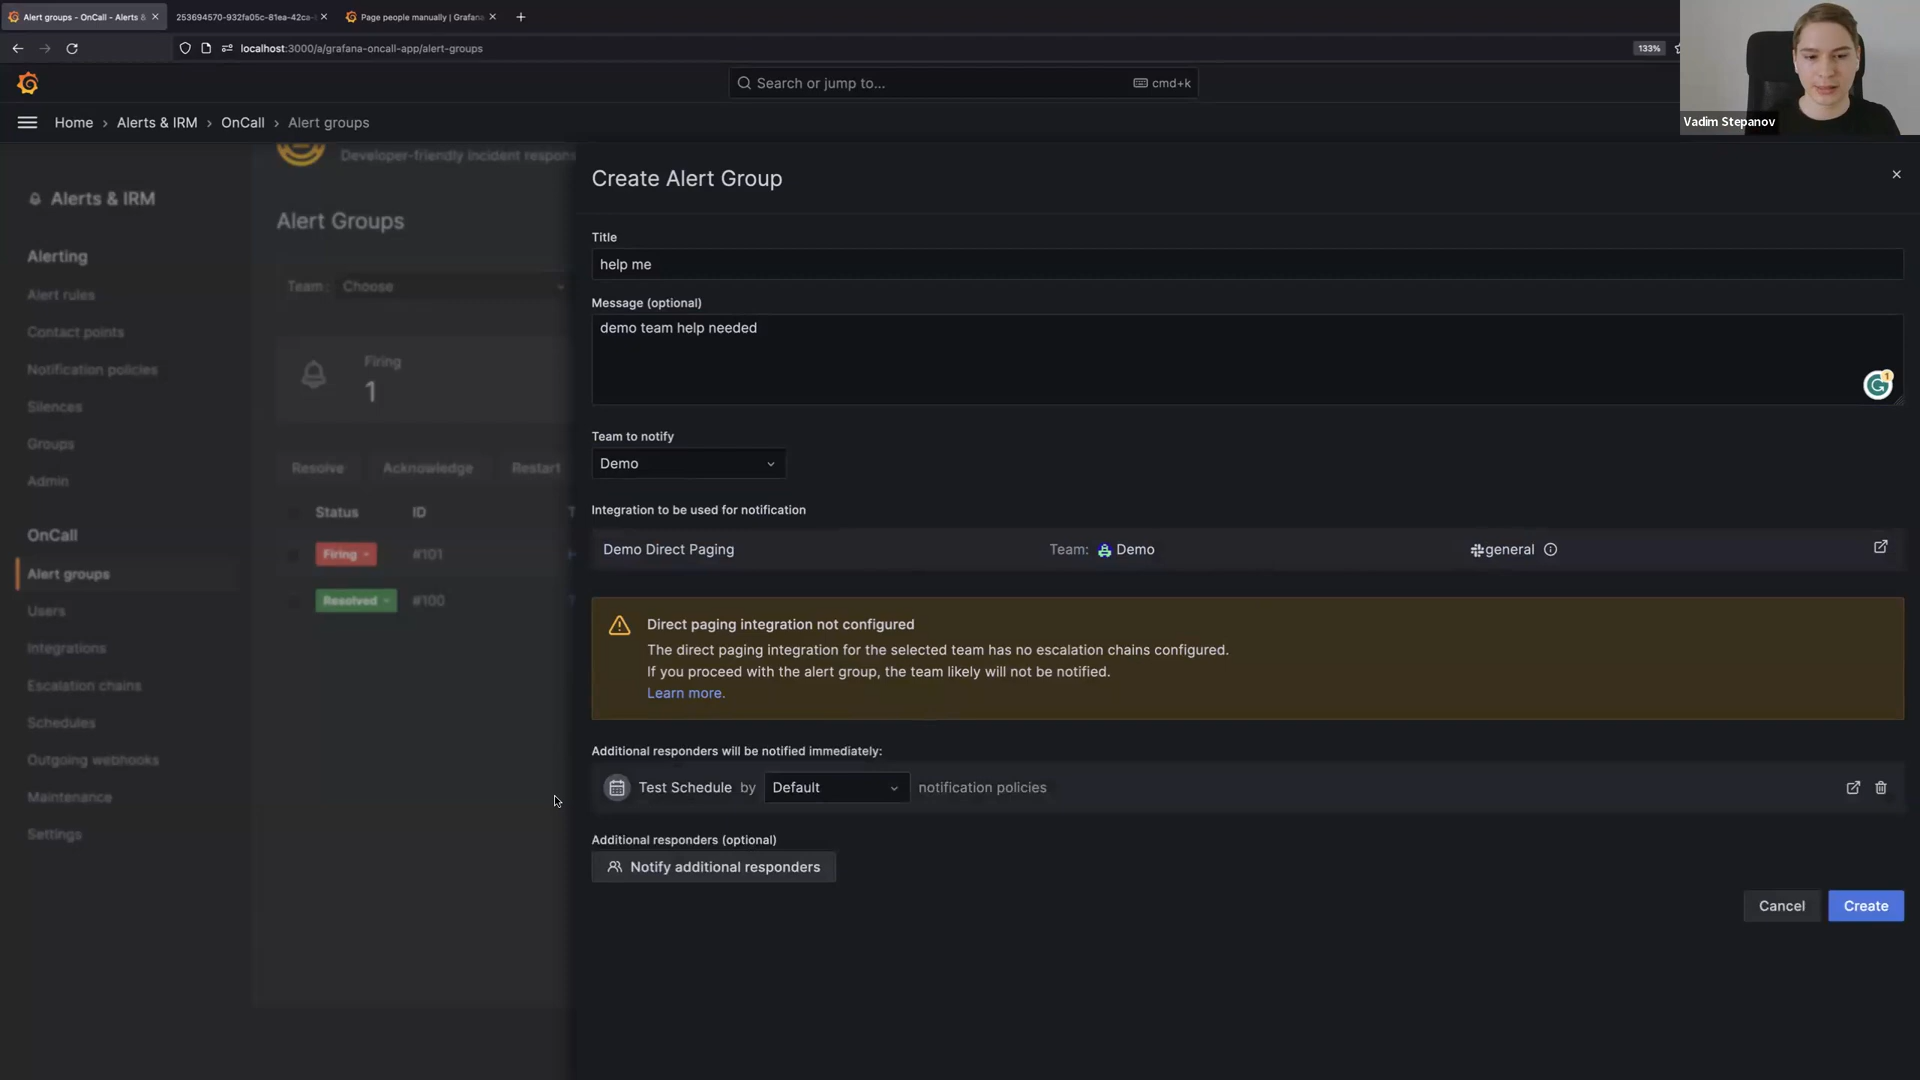 Alert groups - OnCall - Alerts &
253694570-932fa05c-81ea-42ca-
Page people manually | Grafana
localhost:3000/a/grafana-oncall-app/alert-groups
133%
Search or jump to...
cmd+k
Home › Alerts & IRM › OnCall › Alert groups
Vadim Stepanov
Developer-friendly incident respons
Alerts & IRM
Alerting
Alert rules
Contact points
Notification policies
Silences
Groups
Admin
OnCall
Alert groups
Users
Integrations
Escalation chains
Schedules
Outgoing webhooks
Maintenance
Settings
Alert Groups
Team: Choose
Firing
1
Resolve Acknowledge Restart
Status ID T
Firing #101
Resolved #100
Create Alert Group
Title
help me
Message (optional)
demo team help needed
1
Team to notify
Demo
Integration to be used for notification
Demo Direct Paging Team: Demo general
Direct paging integration not configured
The direct paging integration for the selected team has no escalation chains configured.
If you proceed with the alert group, the team likely will not be notified.
Learn more.
Additional responders will be notified immediately:
Test Schedule by Default notification policies
Additional responders (optional)
Notify additional responders
Cancel Create